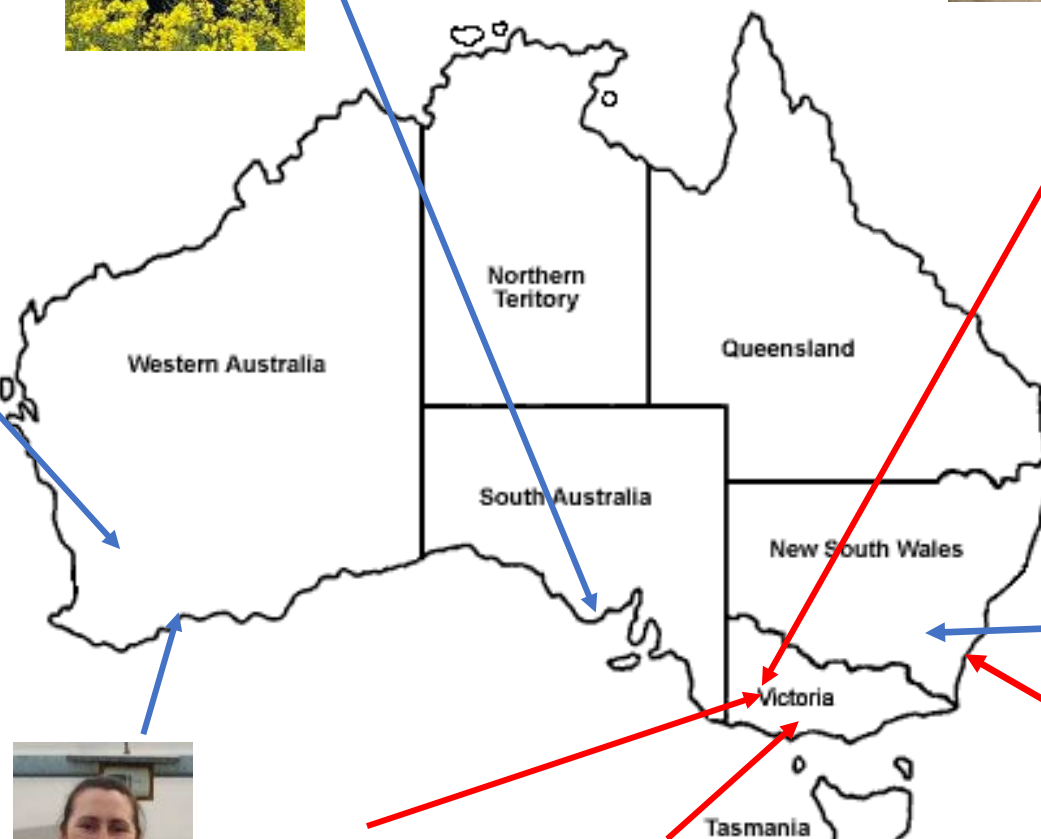 Northern
Teritory
Queensland
Western Australia
South Australia
New South Wales
Victoria
Tasmania